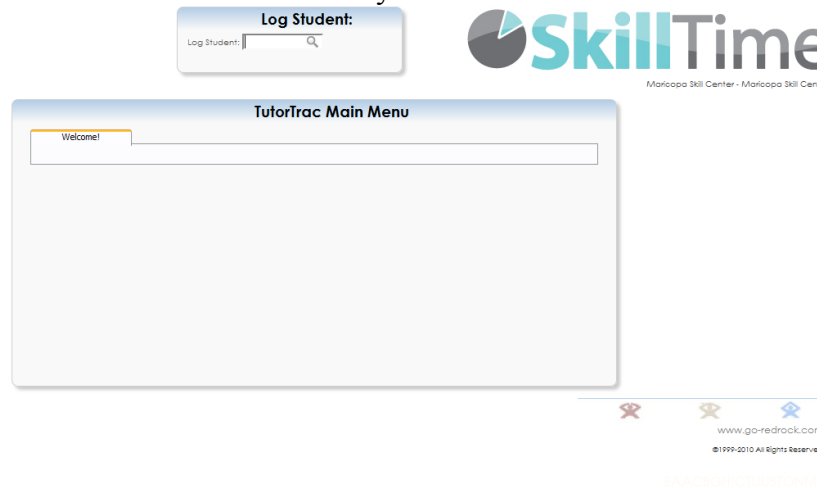 Log Student:
Log Student:
SkillTime
Maricopa Skill Center - Maricopa Skill Cen
TutorTrac Main Menu
Welcome!
www.go-redrock.com
©1999-2010 All Rights Reserve